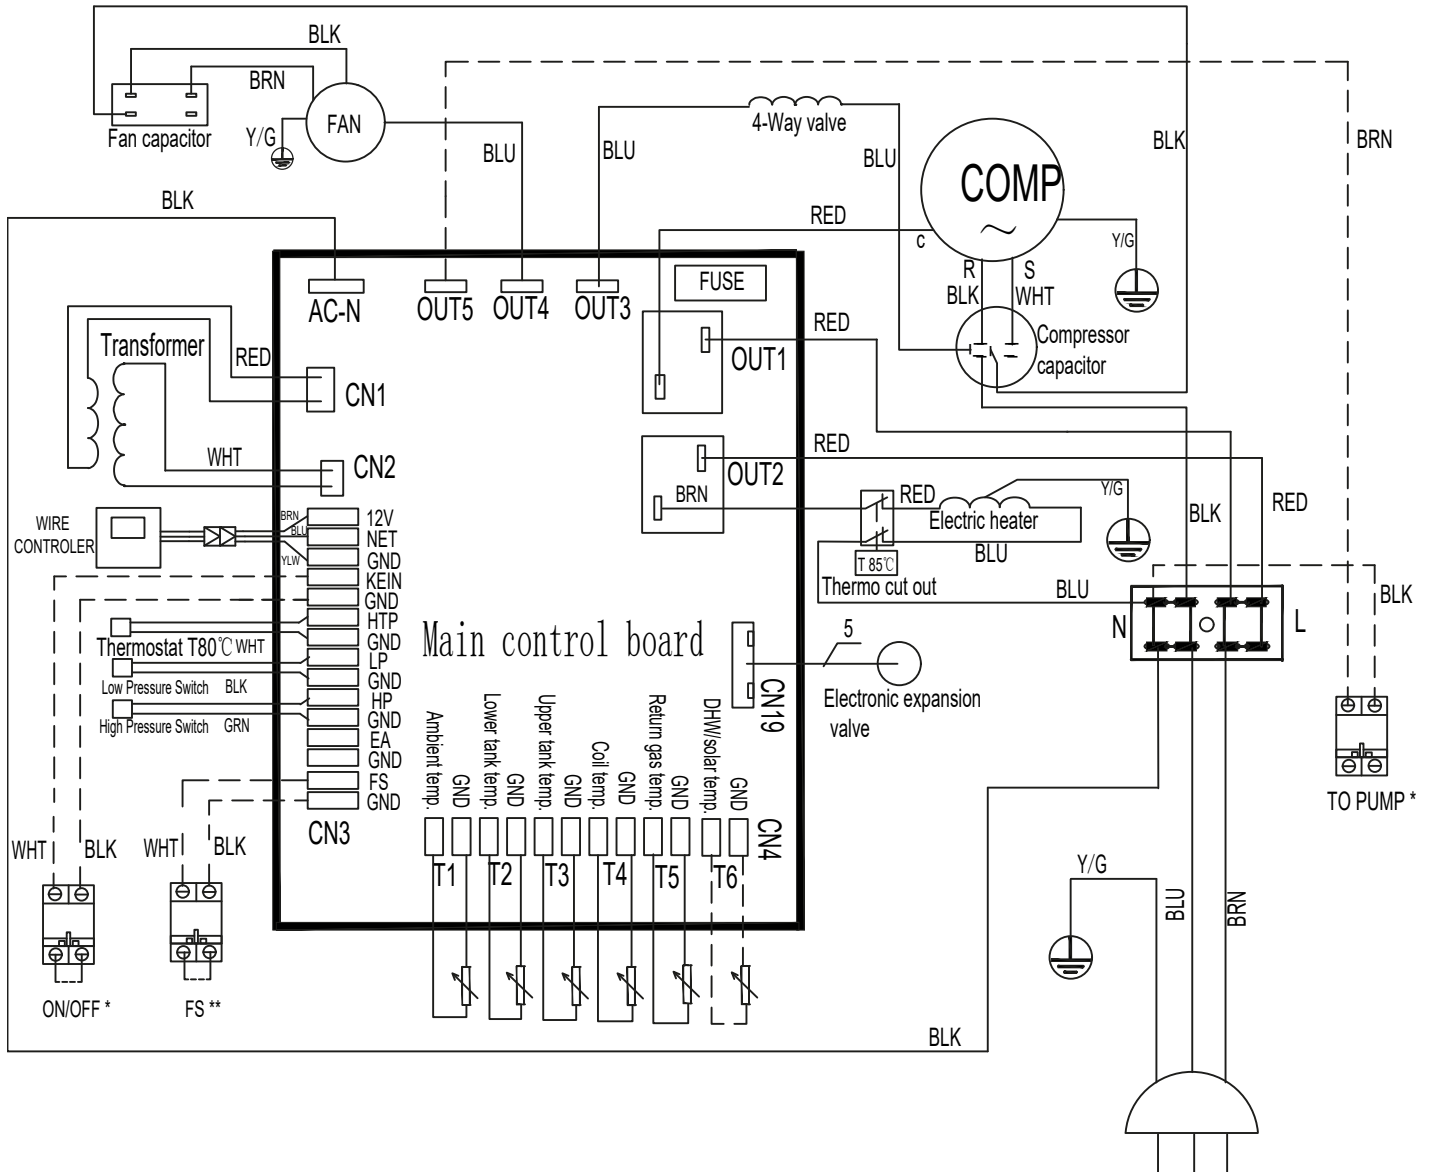 BLK
BRN
Fan capacitor
Y/G
FAN
BLU
BLU
4-Way valve
BLU
COMP
BLK
BRN
BLK
RED
c
Y/G
R
S
BLK
WHT
FUSE
AC-N
OUT5
OUT4
OUT3
RED
OUT1
Compressor
capacitor
Transformer
RED
CN1
WHT
CN2
RED
OUT2
BRN
RED
Y/G
Electric heater
BLU
T 85℃
Thermo cut out
BLK
RED
BLU
BLK
N
L
WIRE
CONTROLER
BRN
BLU
YLW
12V
NET
GND
KEIN
GND
HTP
GND
LP
GND
HP
GND
EA
GND
FS
GND
CN3
Thermostat T80℃ WHT
Low Pressure Switch BLK
High Pressure Switch GRN
Main control board
5
CN19
Electronic expansion
valve
Ambient temp.
GND
Lower tank temp.
GND
Upper tank temp.
GND
Coil temp.
GND
Return gas temp.
GND
DHW/solar temp.
GND
CN4
T1
T2
T3
T4
T5
T6
TO PUMP *
WHT
BLK
WHT
BLK
ON/OFF *
FS **
Y/G
BLU
BRN
BLK